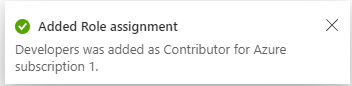 Added Role assignment
Developers was added as Contributor for Azure
subscription 1.